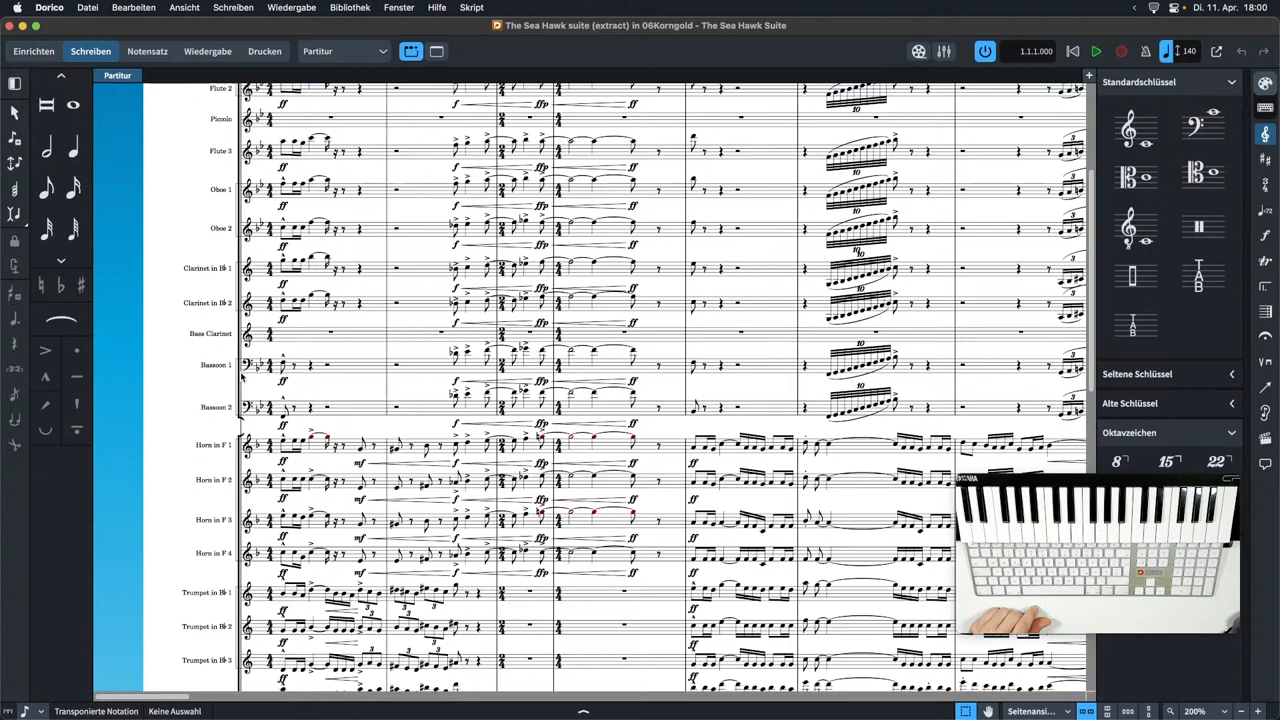 Dorico Datei Bearbeiten Ansicht Schreiben Wiedergabe Bibliothek Fenster Hilfe Skript Di. 11. Apr. 18:00
The Sea Hawk suite (extract) in 06Korngold - The Sea Hawk Suite
Einrichten Schreiben Notensatz Wiedergabe Drucken Partitur 1.1.1.000 140
Partitur
Standardschlüssel
Flute 2
Piccolo
Flute 3
Oboe 1
Oboe 2
Clarinet in B♭ 1
Clarinet in B♭ 2
Bass Clarinet
Bassoon 1
Bassoon 2
Horn in F 1
Horn in F 2
Horn in F 3
Horn in F 4
Trumpet in B♭ 1
Trumpet in B♭ 2
Trumpet in B♭ 3
Seltene Schlüssel
Alte Schlüssel
Oktavzeichen
8 15 22
Transponierte Notation Keine Auswahl Seitenansi... 200%